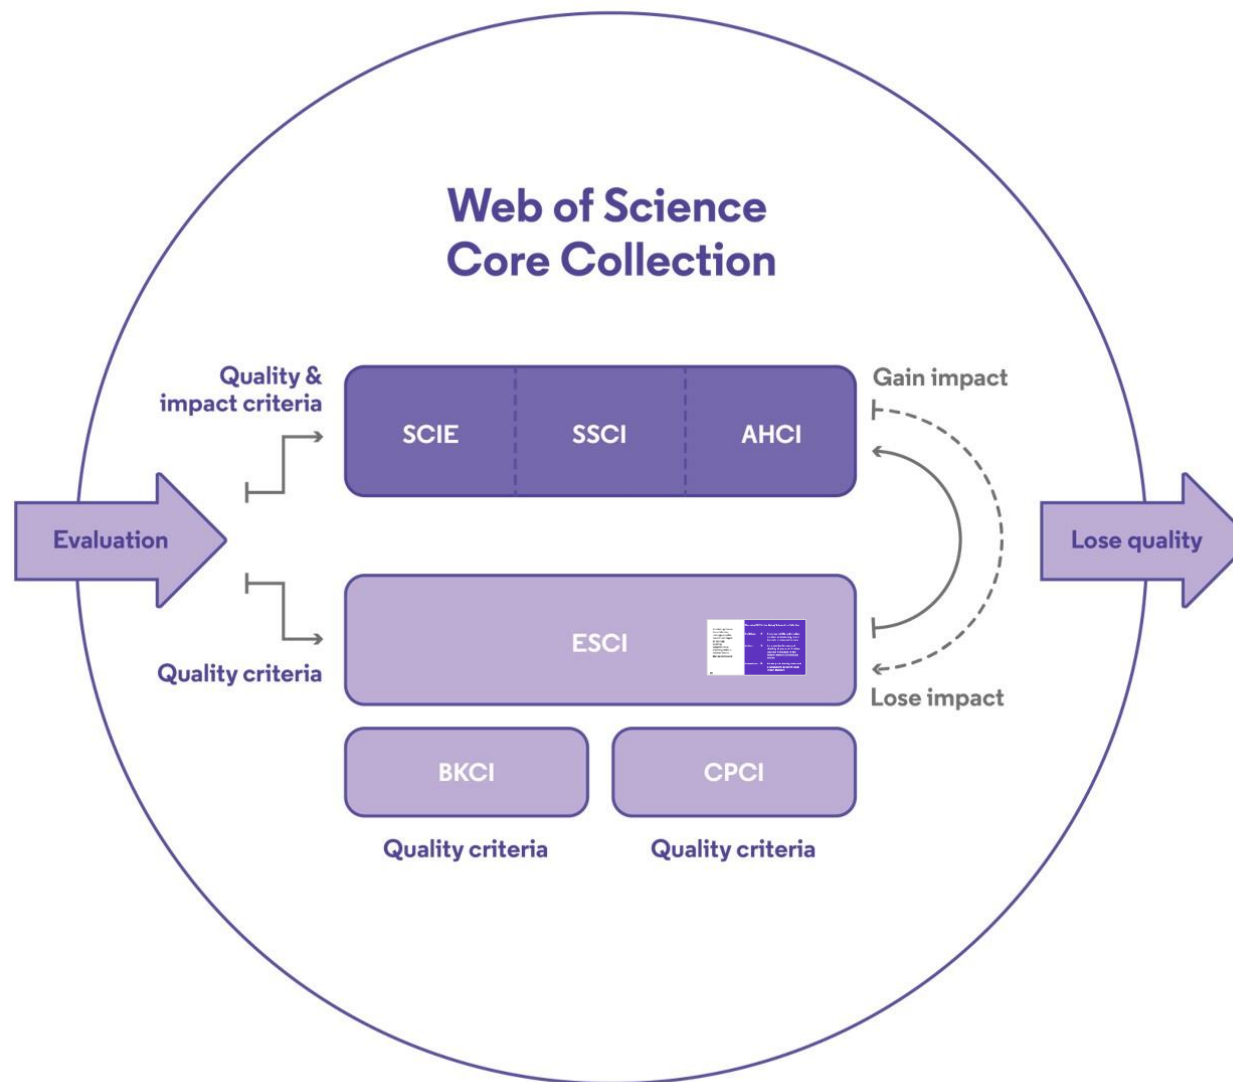 Web of Science
Core Collection
Quality &
impact criteria
SCIE
SSCI
AHCI
Gain impact
Evaluation
Lose quality
ESCI
Quality criteria
Lose impact
BKCI
CPCI
Quality criteria
Quality criteria